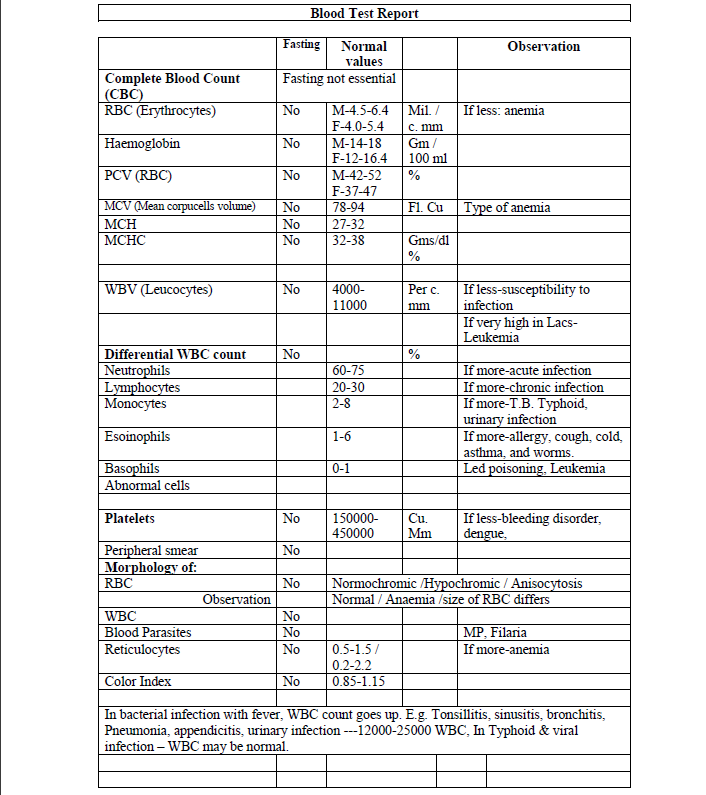 Blood Test Report
Fasting Normal values Observation
Complete Blood Count (CBC) Fasting not essential
RBC (Erythrocytes) No M-4.5-6.4 F-4.0-5.4 Mil. / c. mm If less: anemia
Haemoglobin No M-14-18 F-12-16.4 Gm / 100 ml
PCV (RBC) No M-42-52 F-37-47 %
MCV (Mean corpucells volume) No 78-94 Fl. Cu Type of anemia
MCH No 27-32
MCHC No 32-38 Gms/dl %
WBV (Leucocytes) No 4000-11000 Per c. mm If less-susceptibility to infection
If very high in Lacs-Leukemia
Differential WBC count No %
Neutrophils 60-75 If more-acute infection
Lymphocytes 20-30 If more-chronic infection
Monocytes 2-8 If more-T.B. Typhoid, urinary infection
Esoinophils 1-6 If more-allergy, cough, cold, asthma, and worms.
Basophils 0-1 Led poisoning, Leukemia
Abnormal cells
Platelets No 150000-450000 Cu. Mm If less-bleeding disorder, dengue,
Peripheral smear No
Morphology of:
RBC No Normochromic /Hypochromic / Anisocytosis
Observation Normal / Anaemia /size of RBC differs
WBC No
Blood Parasites No MP, Filaria
Reticulocytes No 0.5-1.5 / 0.2-2.2 If more-anemia
Color Index No 0.85-1.15
In bacterial infection with fever, WBC count goes up. E.g. Tonsillitis, sinusitis, bronchitis,
Pneumonia, appendicitis, urinary infection ---12000-25000 WBC, In Typhoid & viral
infection – WBC may be normal.